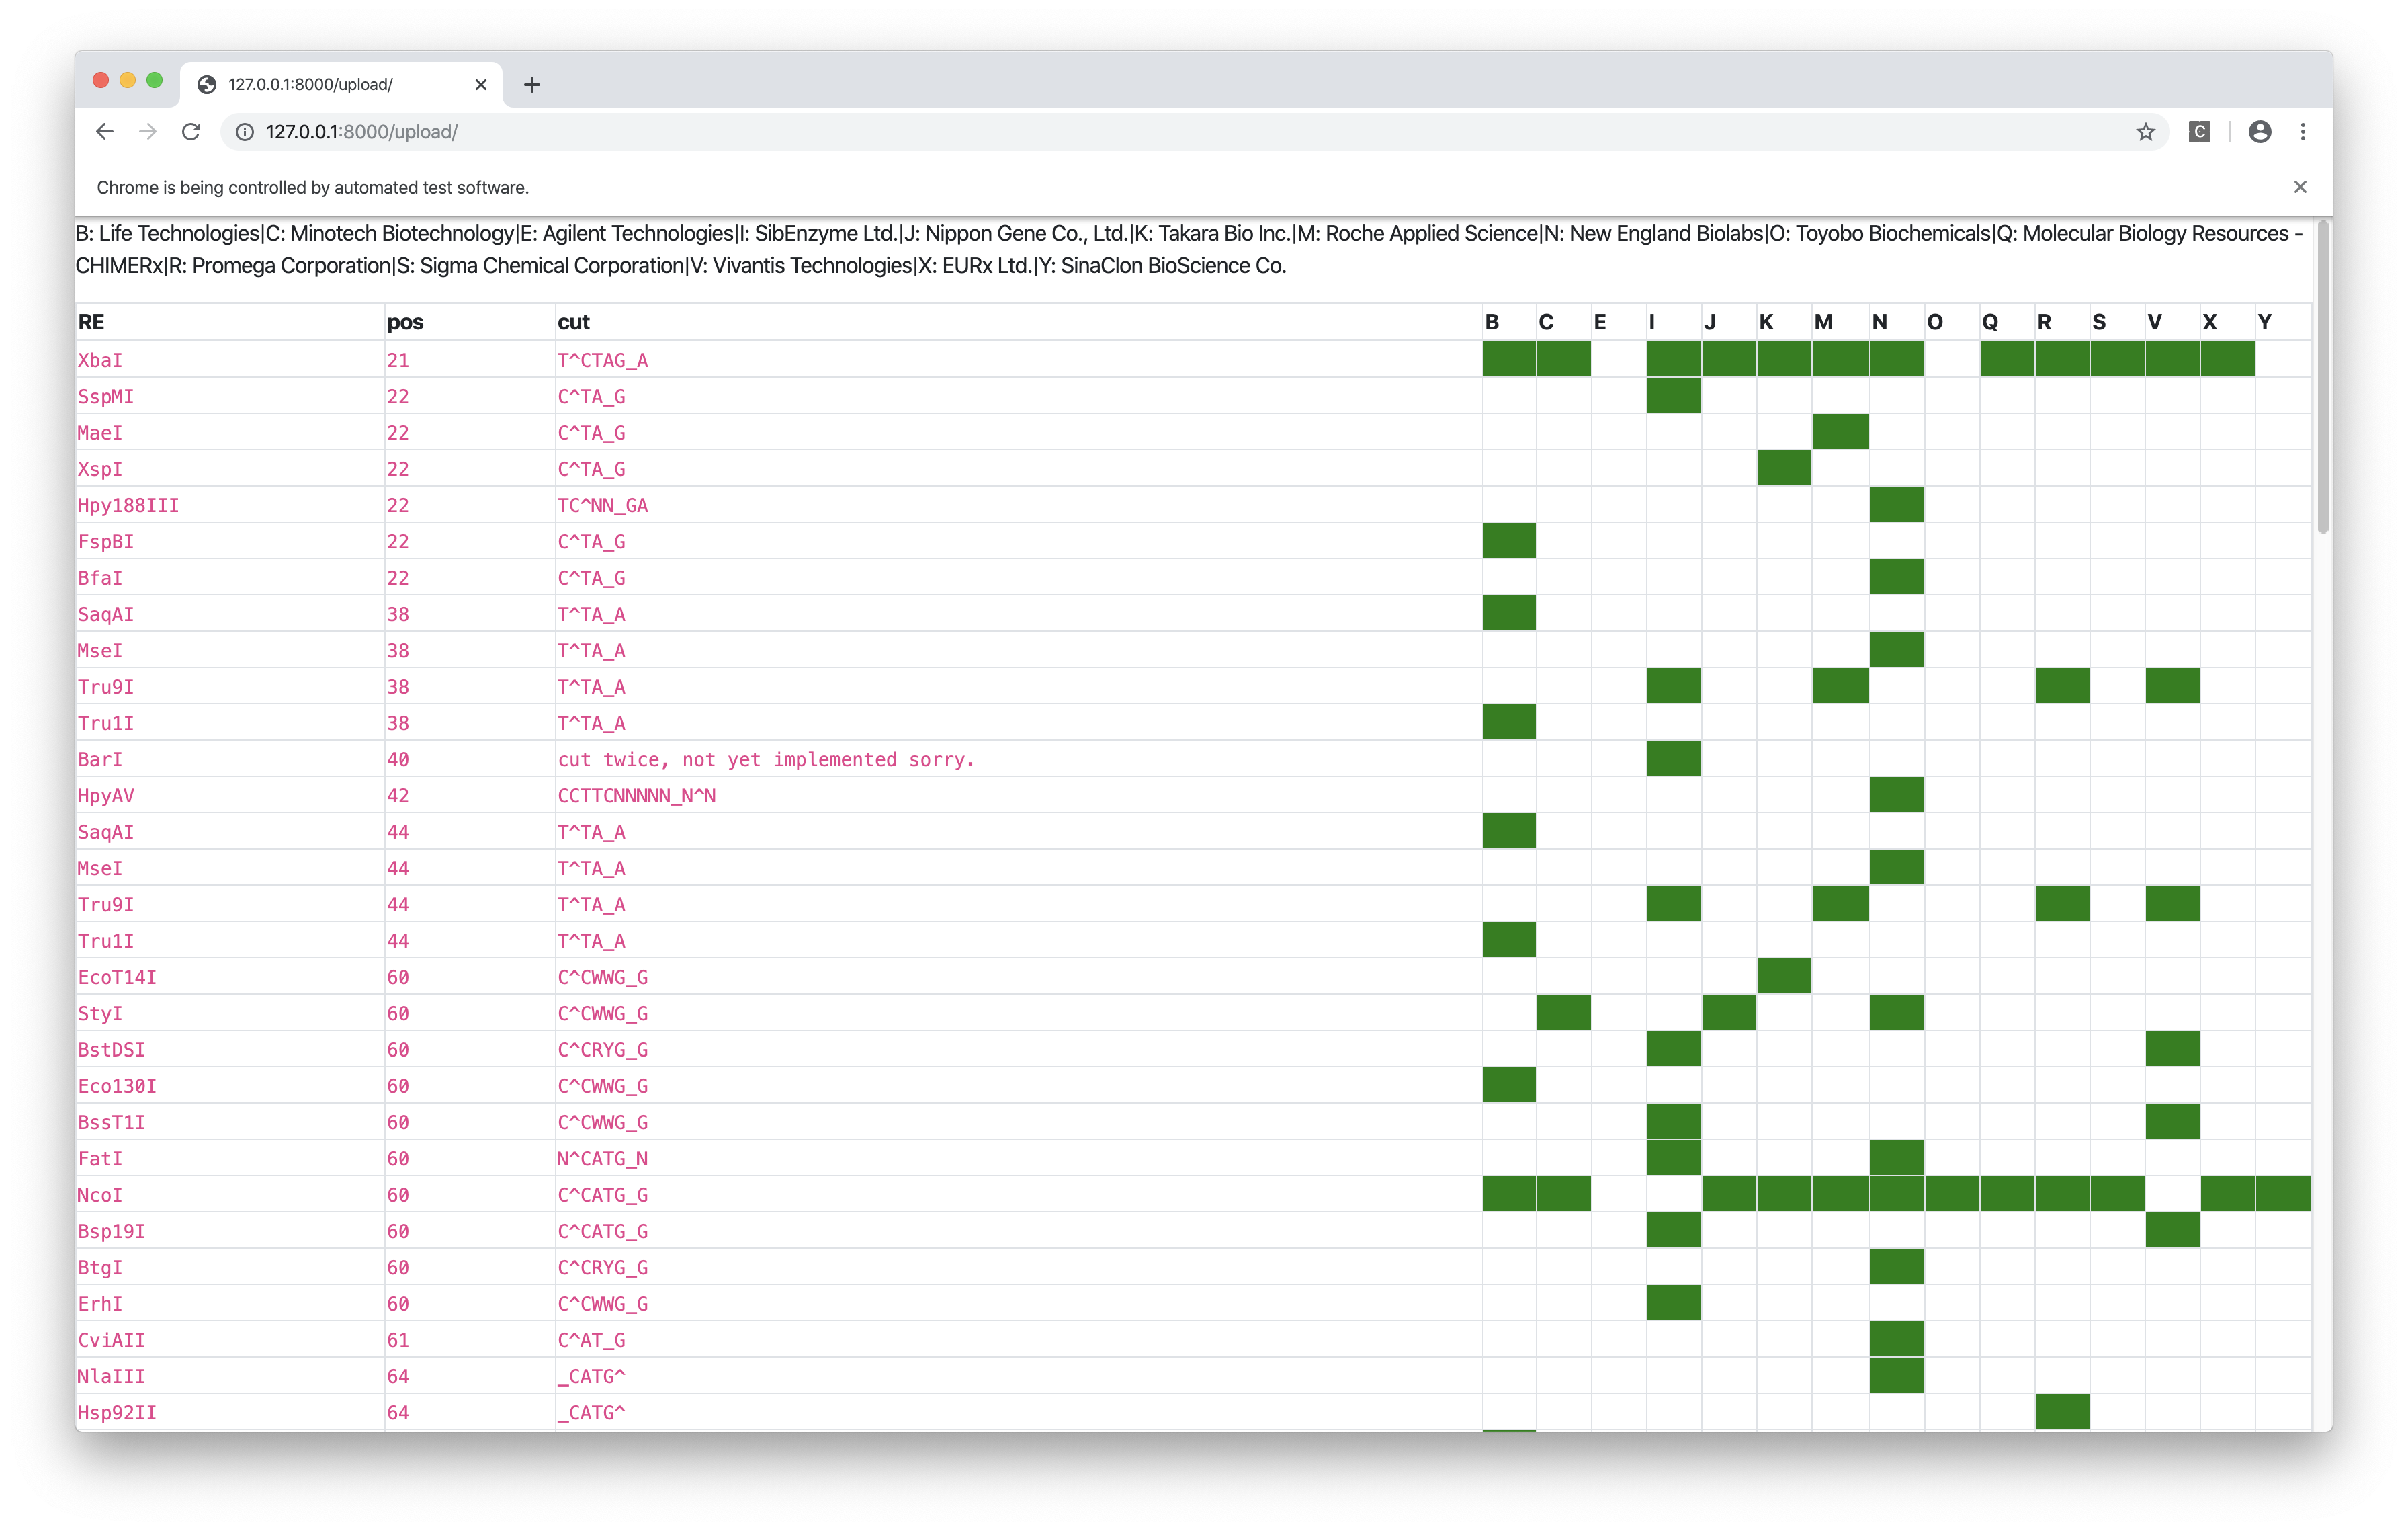 127.0.0.1:8000/upload/
127.0.0.1:8000/upload/
C
Chrome is being controlled by automated test software.
B: Life Technologies|C: Minotech Biotechnology|E: Agilent Technologies|I: SibEnzyme Ltd.|J: Nippon Gene Co., Ltd.|K: Takara Bio Inc.|M: Roche Applied Science|N: New England Biolabs|O: Toyobo Biochemicals|Q: Molecular Biology Resources -
CHIMERx|R: Promega Corporation|S: Sigma Chemical Corporation|V: Vivantis Technologies|X: EURx Ltd.|Y: SinaClon BioScience Co.
RE pos cut B C E I J K M N O Q R S V X Y
XbaI 21 T^CTAG_A
SspMI 22 C^TA_G
MaeI 22 C^TA_G
XspI 22 C^TA_G
Hpy188III 22 TC^NN_GA
FspBI 22 C^TA_G
BfaI 22 C^TA_G
SaqAI 38 T^TA_A
MseI 38 T^TA_A
Tru9I 38 T^TA_A
Tru1I 38 T^TA_A
BarI 40 cut twice, not yet implemented sorry.
HpyAV 42 CCTTCNNNNN_N^N
SaqAI 44 T^TA_A
MseI 44 T^TA_A
Tru9I 44 T^TA_A
Tru1I 44 T^TA_A
EcoT14I 60 C^CWWG_G
StyI 60 C^CWWG_G
BstDSI 60 C^CRYG_G
Eco130I 60 C^CWWG_G
BssT1I 60 C^CWWG_G
FatI 60 N^CATG_N
NcoI 60 C^CATG_G
Bsp19I 60 C^CATG_G
BtgI 60 C^CRYG_G
ErhI 60 C^CWWG_G
CviAII 61 C^AT_G
NlaIII 64 _CATG^
Hsp92II 64 _CATG^